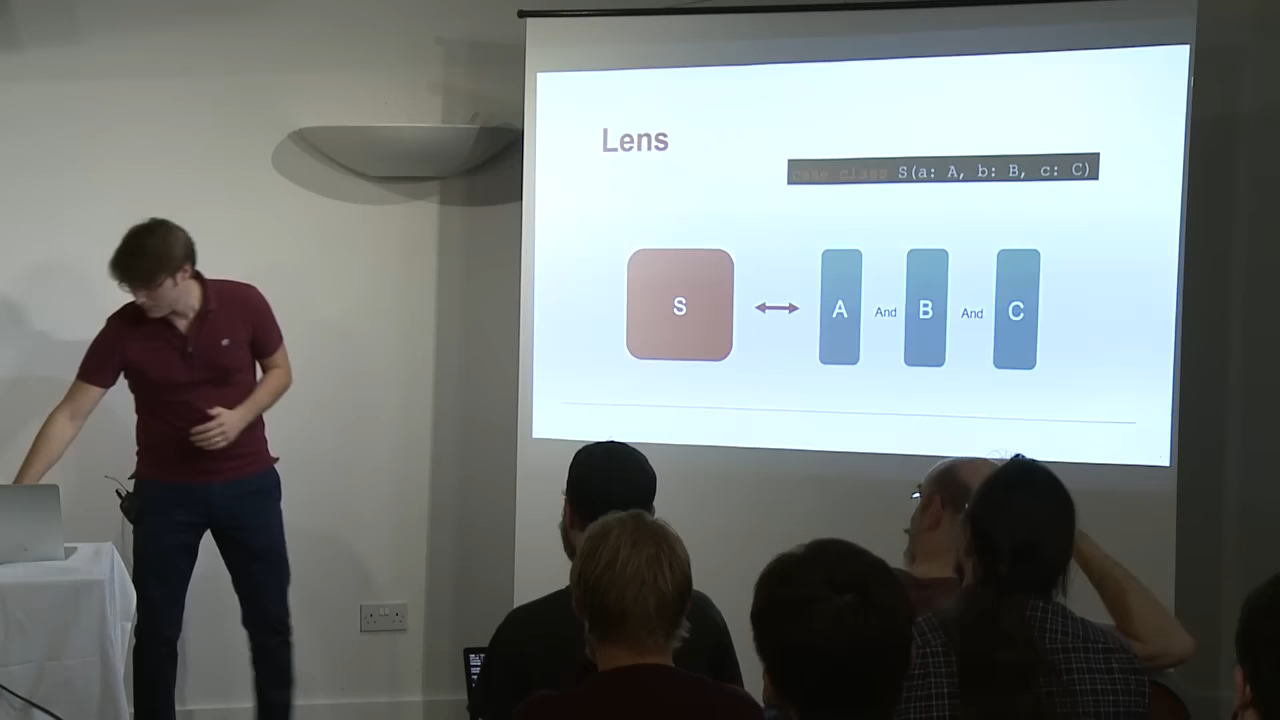 Lens
case class S(a: A, b: B, c: C)
S
A And B And C